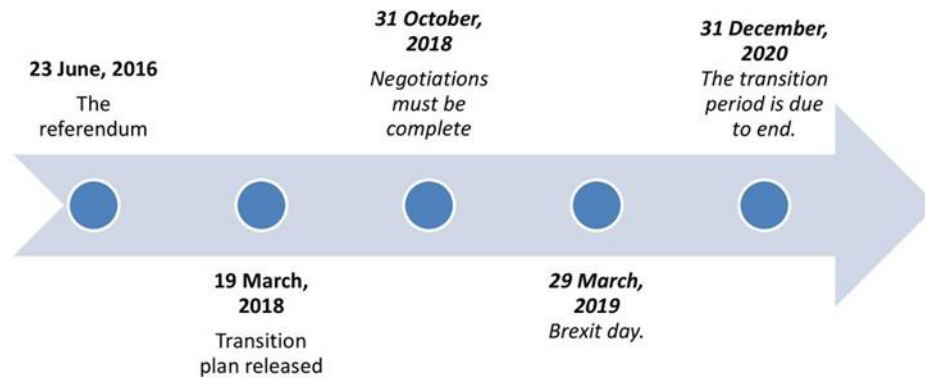 23 June, 2016
The
referendum
19 March,
2018
Transition
plan released
31 October,
2018
Negotiations
must be
complete
29 March,
2019
Brexit day.
31 December,
2020
The transition
period is due
to end.